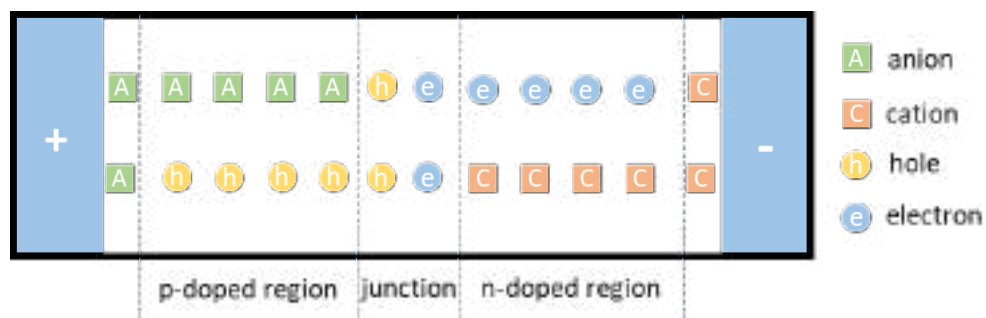 A A A A A h e e e e e C
A anion
C cation
+ -
A h h h h h e C C C C C
h hole
e electron
p-doped region junction n-doped region